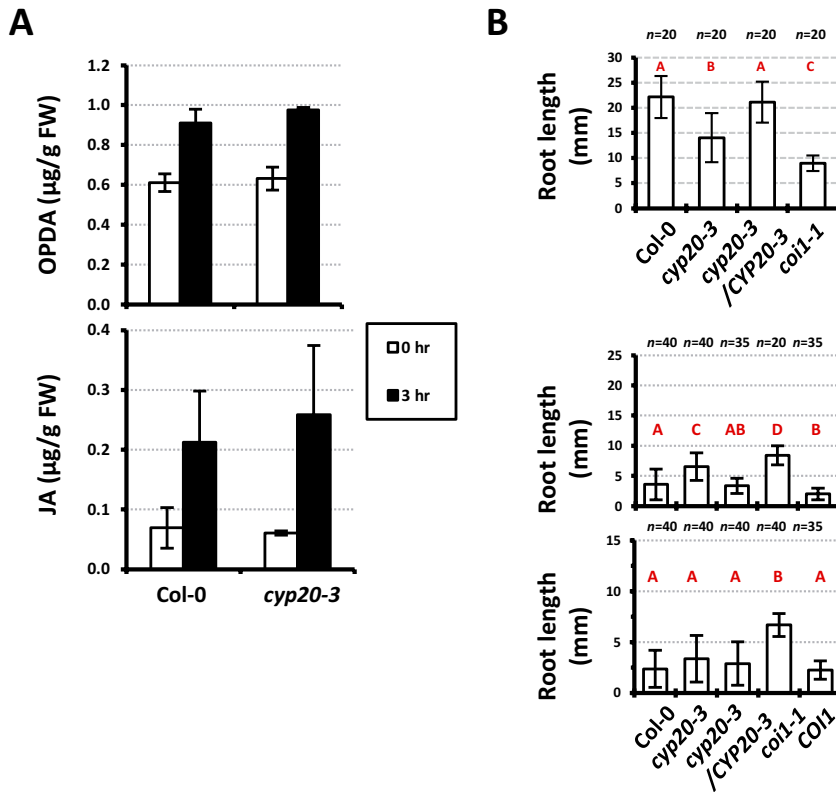 A
OPDA (µg/g FW)
1.2
1.0
0.8
0.6
0.4
0.2
0.0
JA (µg/g FW)
0.4
0.3
0.2
0.1
0.0
Col-0 cyp20-3
0 hr
3 hr
B
n=20 n=20 n=20 n=20
Root length
(mm)
30
25
20
15
10
5
0
A B A C
Col-0
cyp20-3
cyp20-3
/CYP20-3
coi1-1
n=40 n=40 n=35 n=20 n=35
Root length
(mm)
25
20
15
10
5
0
A C AB D B
n=40 n=40 n=40 n=40 n=35
Root length
(mm)
15
10
5
0
A A A B A
Col-0
cyp20-3
cyp20-3
/CYP20-3
coi1-1
COI1